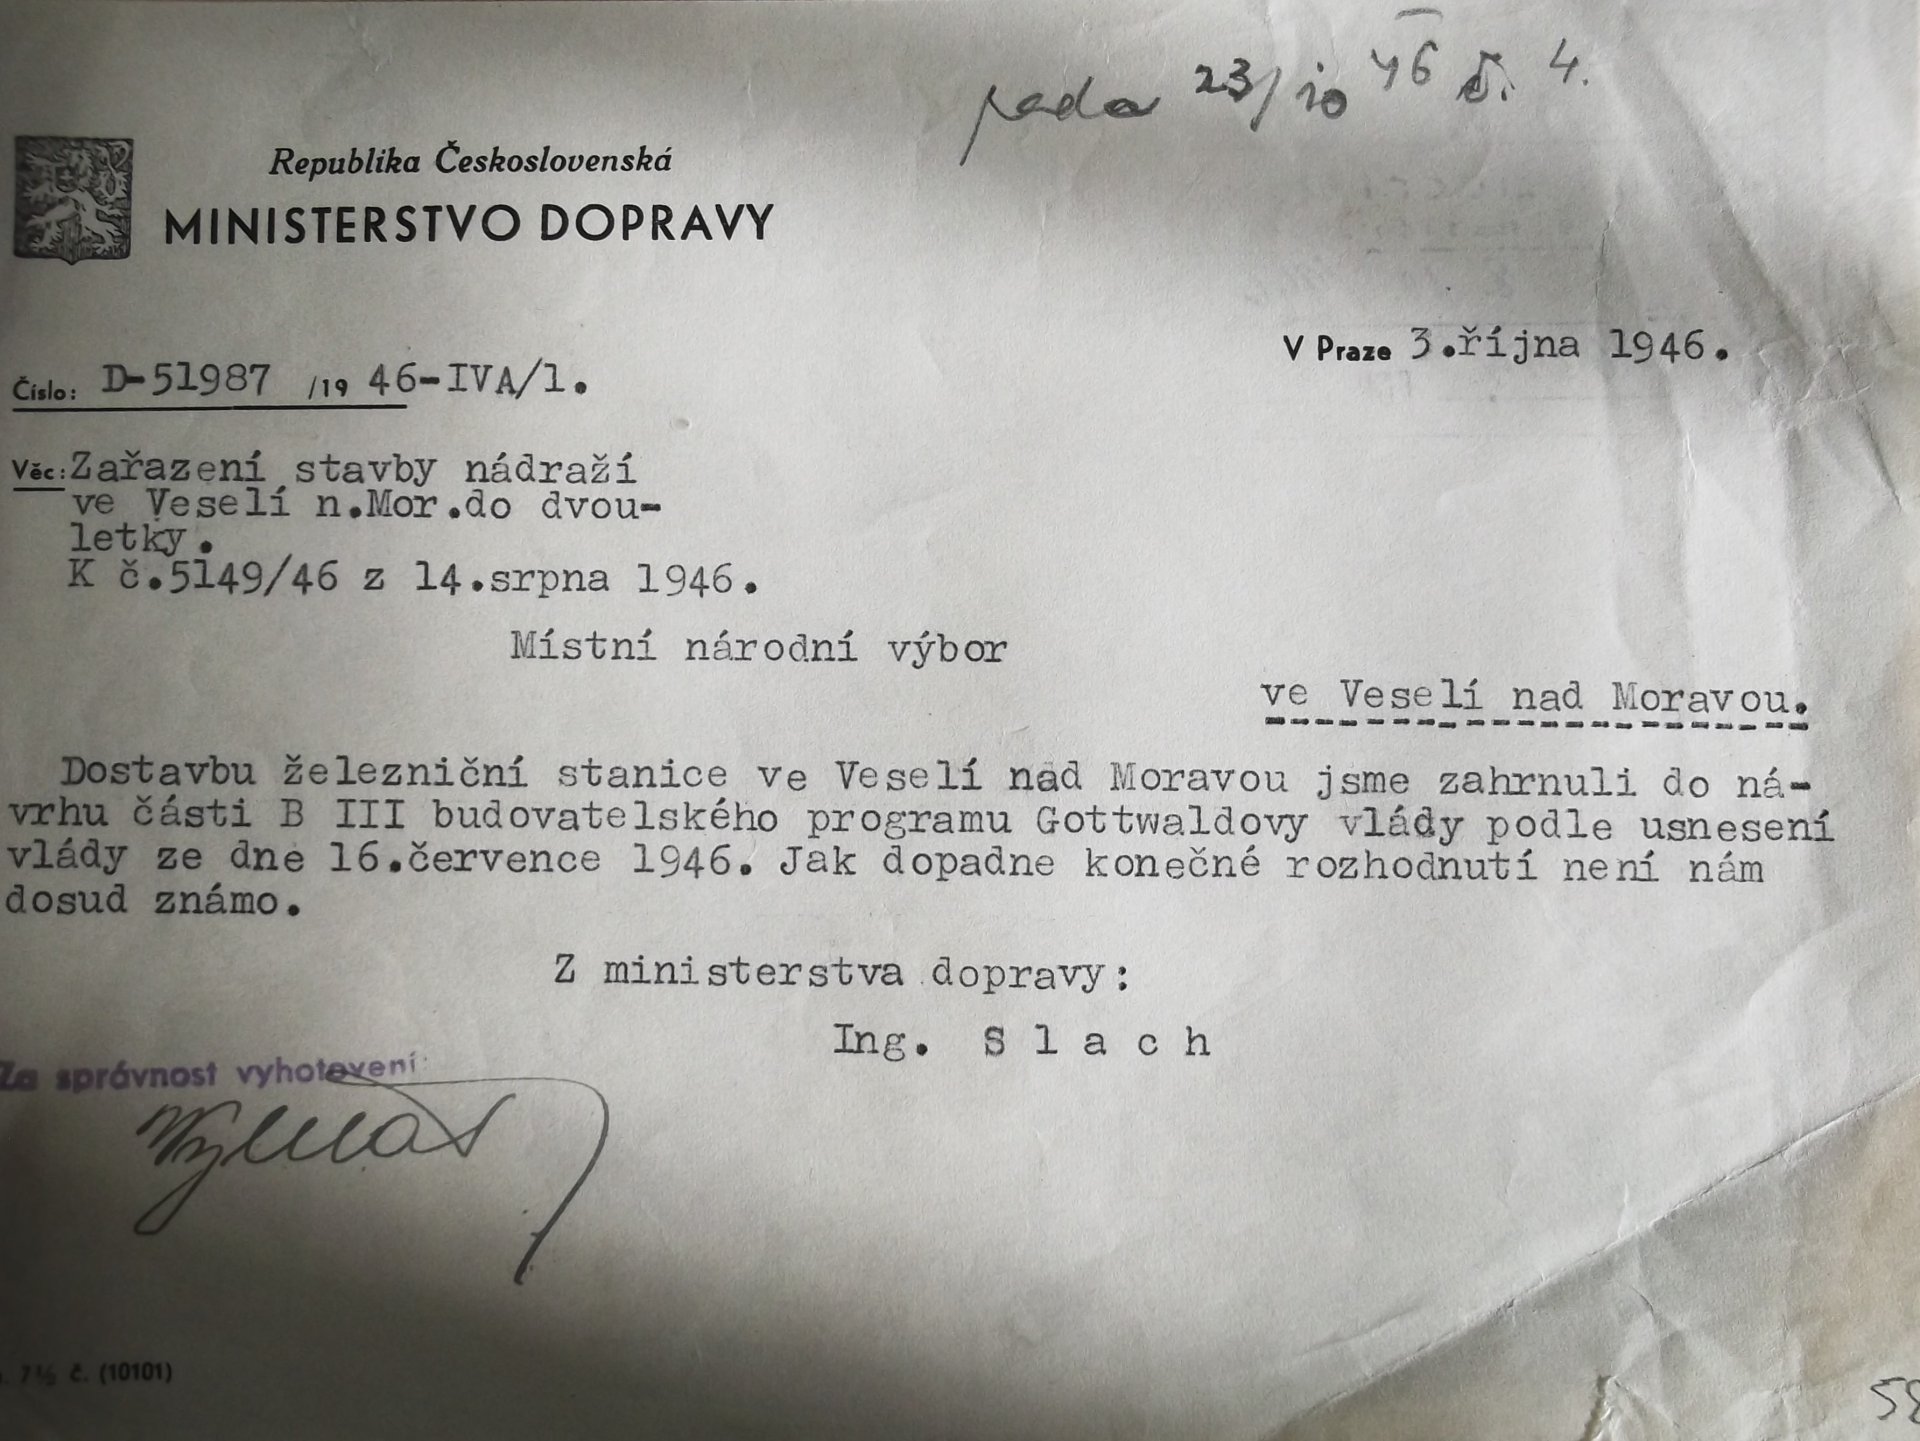 rada 23/10 46 č. 4.
Republika Československá
MINISTERSTVO DOPRAVY
V Praze 3.října 1946.
Číslo: D-51987 /19 46-IVA/1.
Věc: Zařazení stavby nádraží
ve Veselí n.Mor.do dvou-
letky.
K č.5149/46 z 14.srpna 1946.
Místní národní výbor
ve Veselí nad Moravou.
Dostavbu železniční stanice ve Veselí nad Moravou jsme zahrnuli do ná-
vrhu části B III budovatelského programu Gottwaldovy vlády podle usnesení
vlády ze dne 16.července 1946. Jak dopadne konečné rozhodnutí není nám
dosud známo.
Z ministerstva dopravy:
Ing. S l a c h
Za správnost vyhotovení:
č. (10101)
58